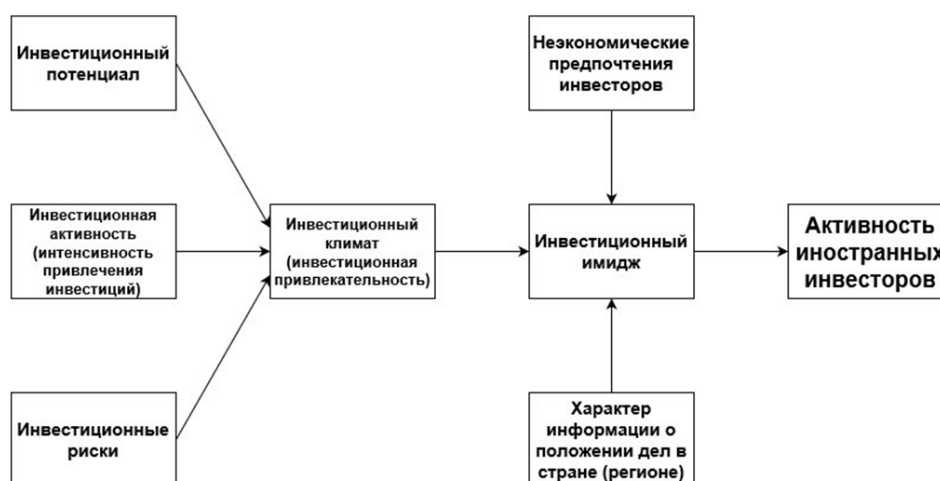 Инвестиционный
потенциал
Неэкономические
предпочтения
инвесторов
Инвестиционная
активность
(интенсивность
привлечения
инвестиций)
Инвестиционный
климат
(инвестиционная
привлекательность)
Инвестиционный
имидж
Активность
иностранных
инвесторов
Инвестиционные
риски
Характер
информации о
положении дел в
стране (регионе)